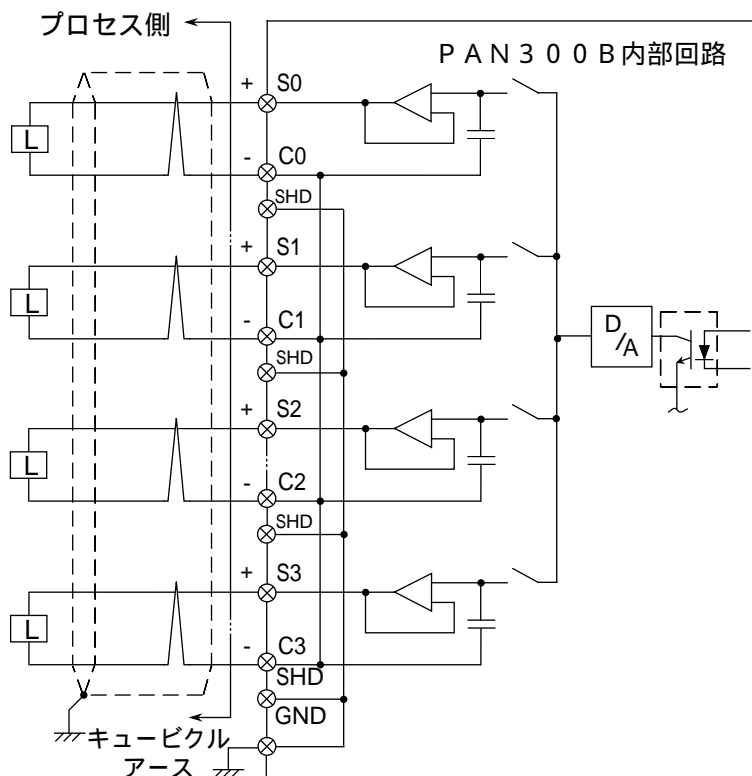 プロセス側
ＰＡＮ３００Ｂ内部回路
+ S0
L
- C0
SHD
+ S1
L
- C1
SHD
D/A
+ S2
L
- C2
SHD
+ S3
L
- C3
SHD
GND
キュービクル
アース